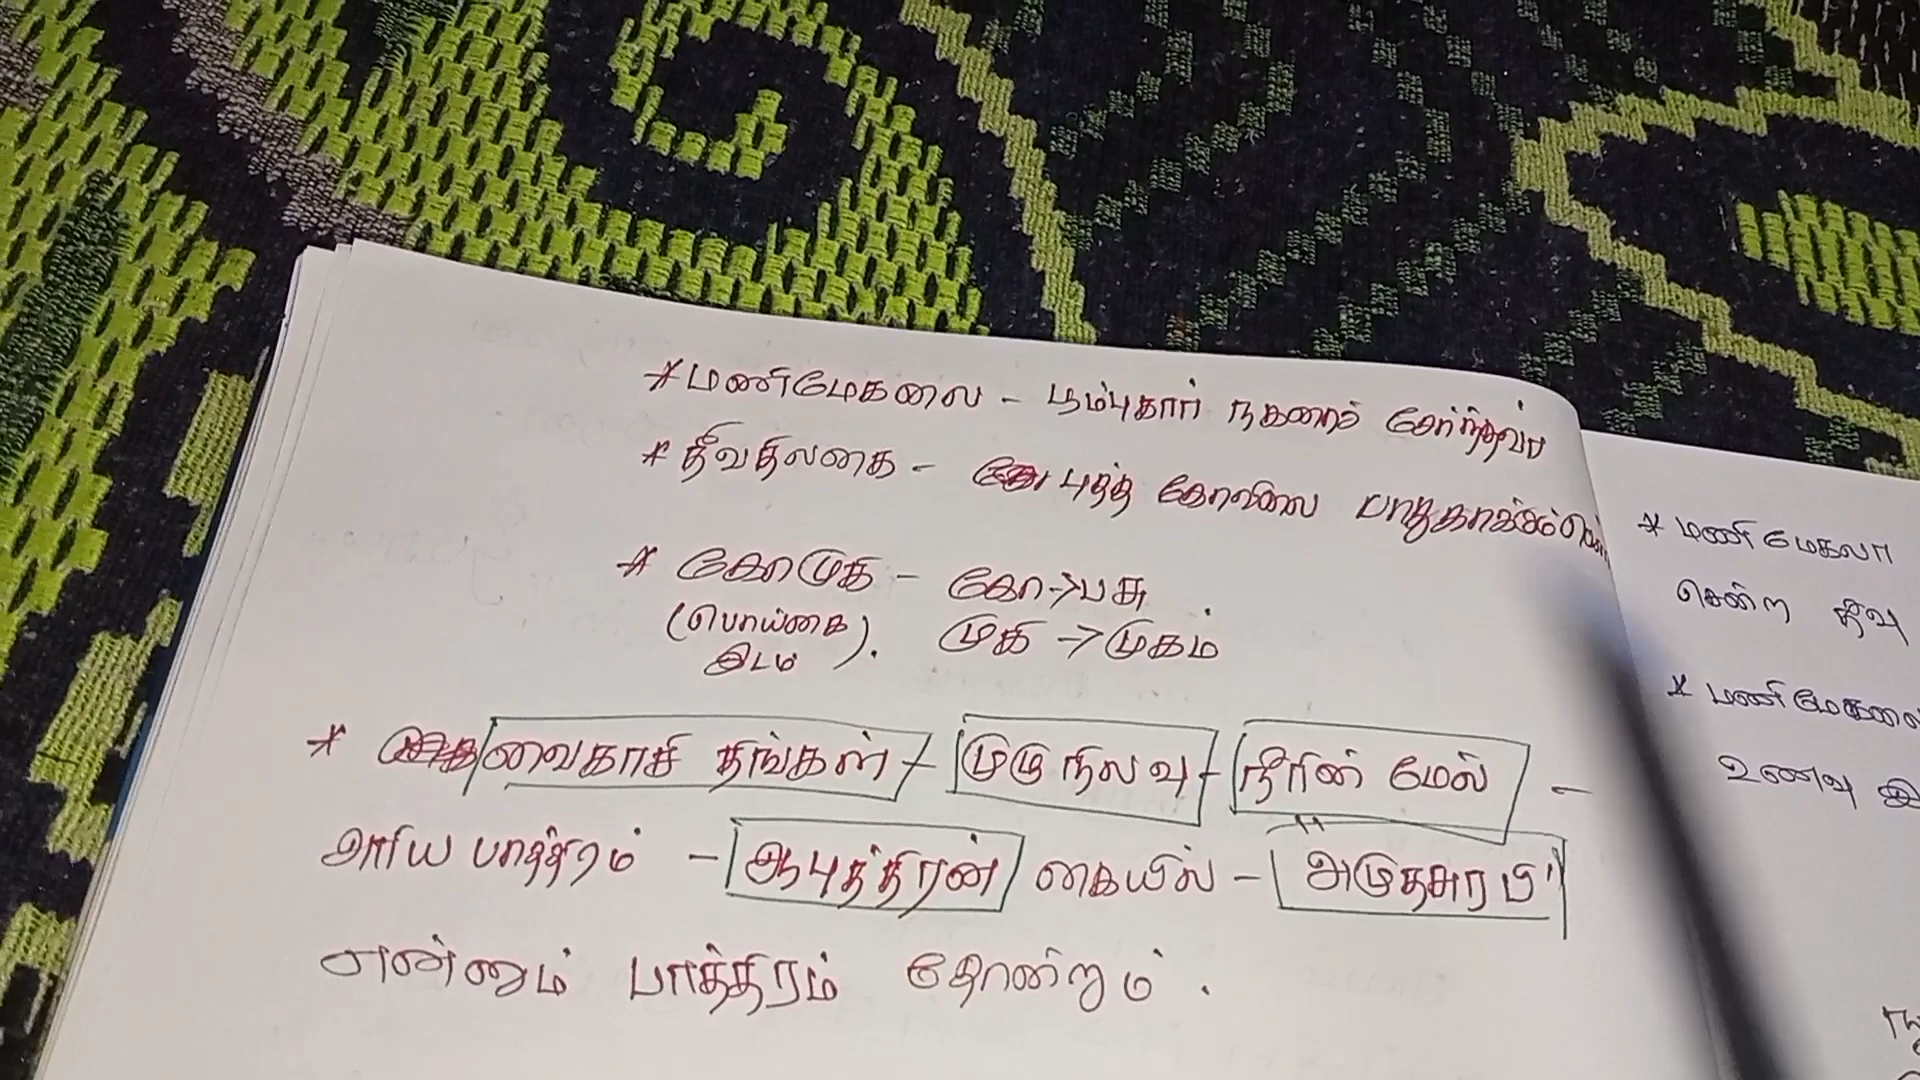 * மணிமேகலை - பூம்புகார் நகரைச் சேர்ந்தவர்
* தீவதிலகை - புத்த கோவிலை
* கோமுகி - கோ → பசு
(பொய்கை) முகி → முகம்
இடம்
* வைகாசி திங்கள் - முழு நிலவு - நீரின் மேல் -
அரிய பாத்திரம் - ஆபுத்திரன் கையில் - "அமுதசுரபி"
என்னும் பாத்திரம் தோன்றும்.
* மணிமேகலா
சென்ற தீவு
* மணிமேகலை
உணவு